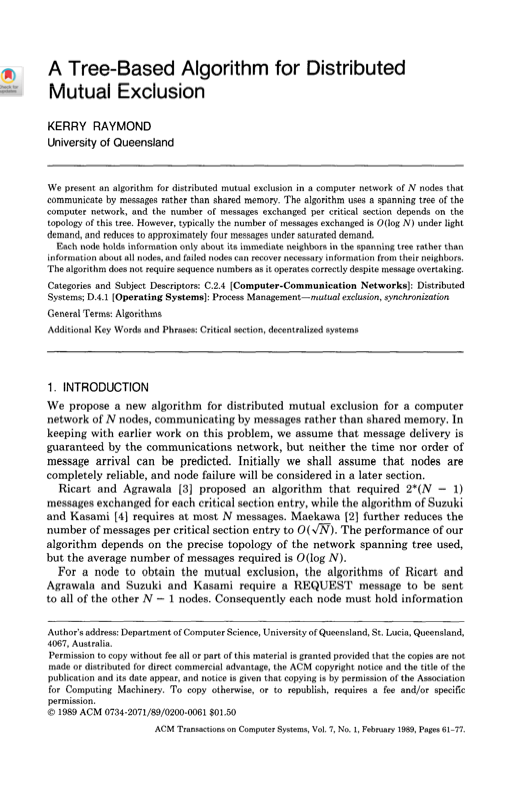 Check for
updates
A Tree-Based Algorithm for Distributed
Mutual Exclusion
KERRY RAYMOND
University of Queensland
We present an algorithm for distributed mutual exclusion in a computer network of N nodes that
communicate by messages rather than shared memory. The algorithm uses a spanning tree of the
computer network, and the number of messages exchanged per critical section depends on the
topology of this tree. However, typically the number of messages exchanged is O(log N) under light
demand, and reduces to approximately four messages under saturated demand.
Each node holds information only about its immediate neighbors in the spanning tree rather than
information about all nodes, and failed nodes can recover necessary information from their neighbors.
The algorithm does not require sequence numbers as it operates correctly despite message overtaking.
Categories and Subject Descriptors: C.2.4 [Computer-Communication Networks]: Distributed
Systems; D.4.1 [Operating Systems]: Process Management—mutual exclusion, synchronization
General Terms: Algorithms
Additional Key Words and Phrases: Critical section, decentralized systems
1. INTRODUCTION
We propose a new algorithm for distributed mutual exclusion for a computer
network of N nodes, communicating by messages rather than shared memory. In
keeping with earlier work on this problem, we assume that message delivery is
guaranteed by the communications network, but neither the time nor order of
message arrival can be predicted. Initially we shall assume that nodes are
completely reliable, and node failure will be considered in a later section.
Ricart and Agrawala [3] proposed an algorithm that required 2*(N − 1)
messages exchanged for each critical section entry, while the algorithm of Suzuki
and Kasami [4] requires at most N messages. Maekawa [2] further reduces the
number of messages per critical section entry to O(√N). The performance of our
algorithm depends on the precise topology of the network spanning tree used,
but the average number of messages required is O(log N).
For a node to obtain the mutual exclusion, the algorithms of Ricart and
Agrawala and Suzuki and Kasami require a REQUEST message to be sent
to all of the other N − 1 nodes. Consequently each node must hold information
Author's address: Department of Computer Science, University of Queensland, St. Lucia, Queensland,
4067, Australia.
Permission to copy without fee all or part of this material is granted provided that the copies are not
made or distributed for direct commercial advantage, the ACM copyright notice and the title of the
publication and its date appear, and notice is given that copying is by permission of the Association
for Computing Machinery. To copy otherwise, or to republish, requires a fee and/or specific
permission.
© 1989 ACM 0734-2071/89/0200-0061 $01.50
ACM Transactions on Computer Systems, Vol. 7, No. 1, February 1989, Pages 61–77.